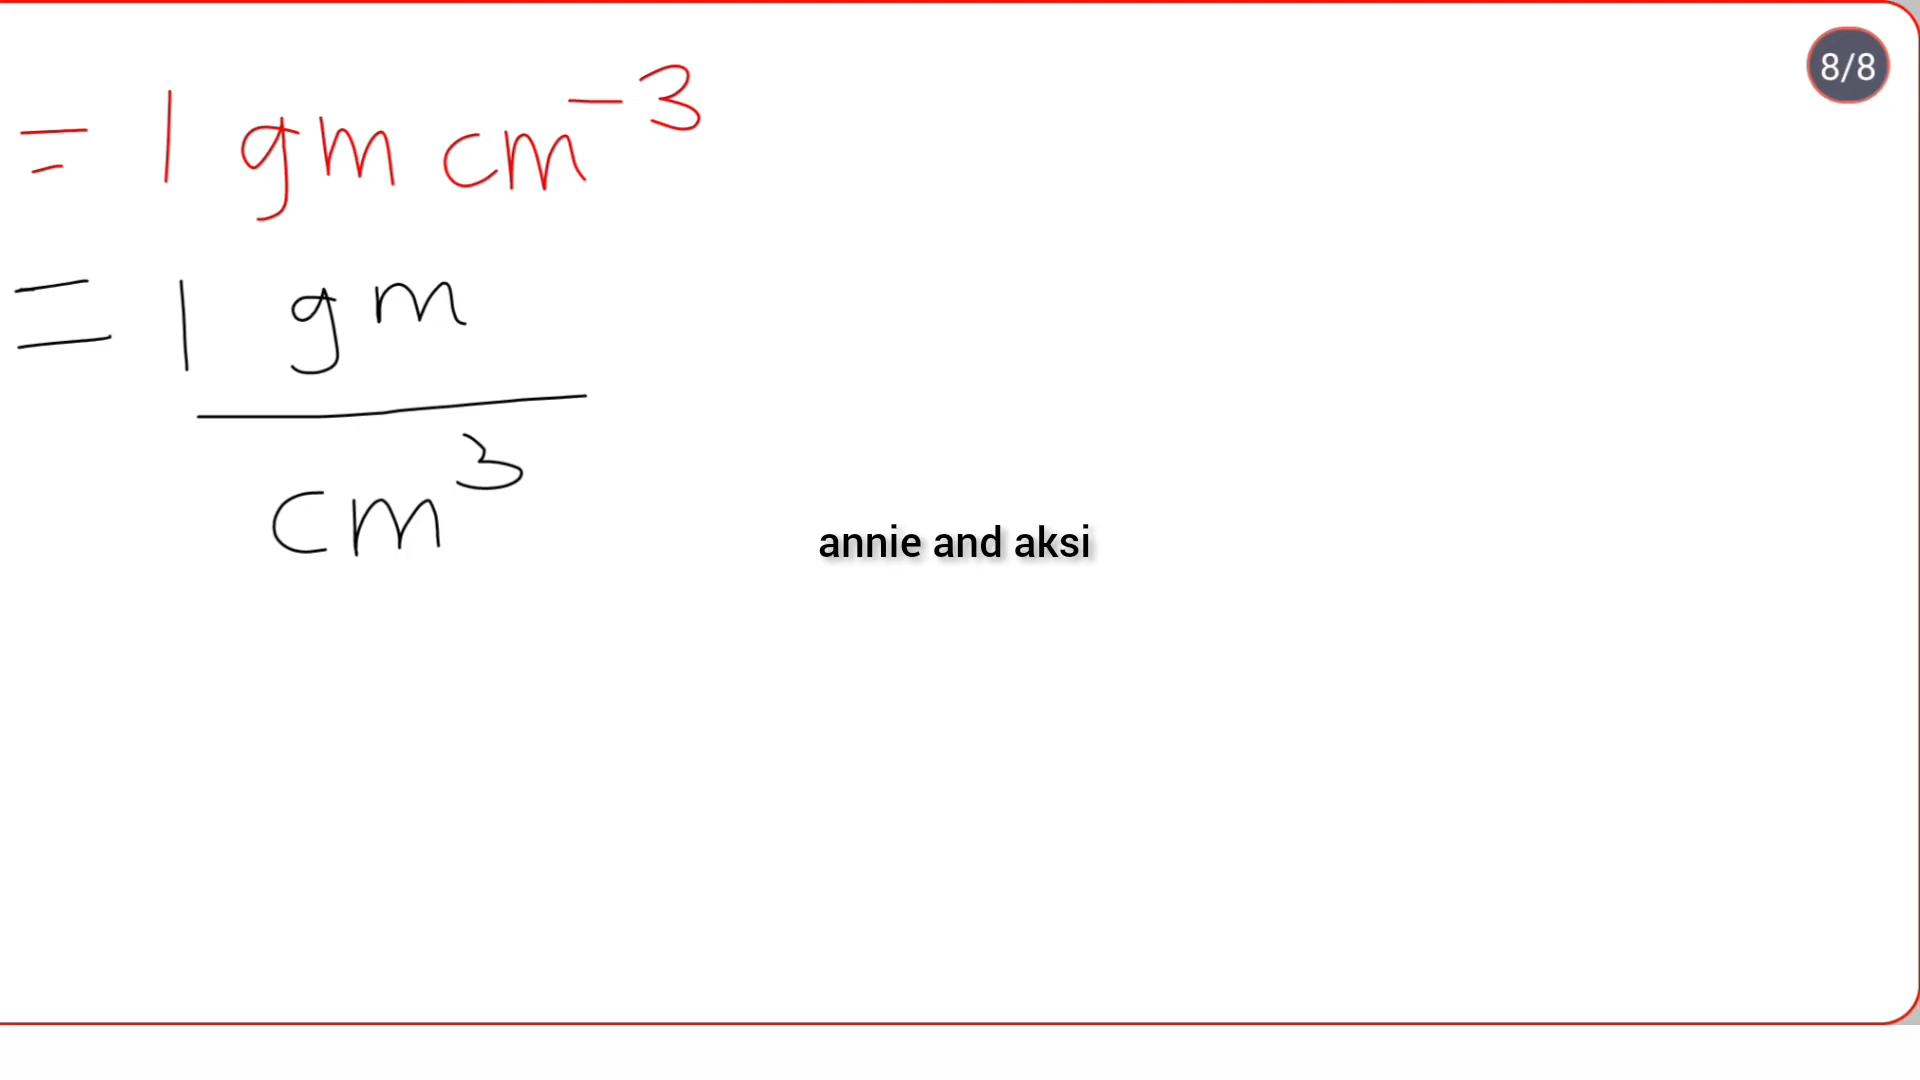 8/8
= 1 gm cm⁻³
= 1 gm
cm³
annie and aksi